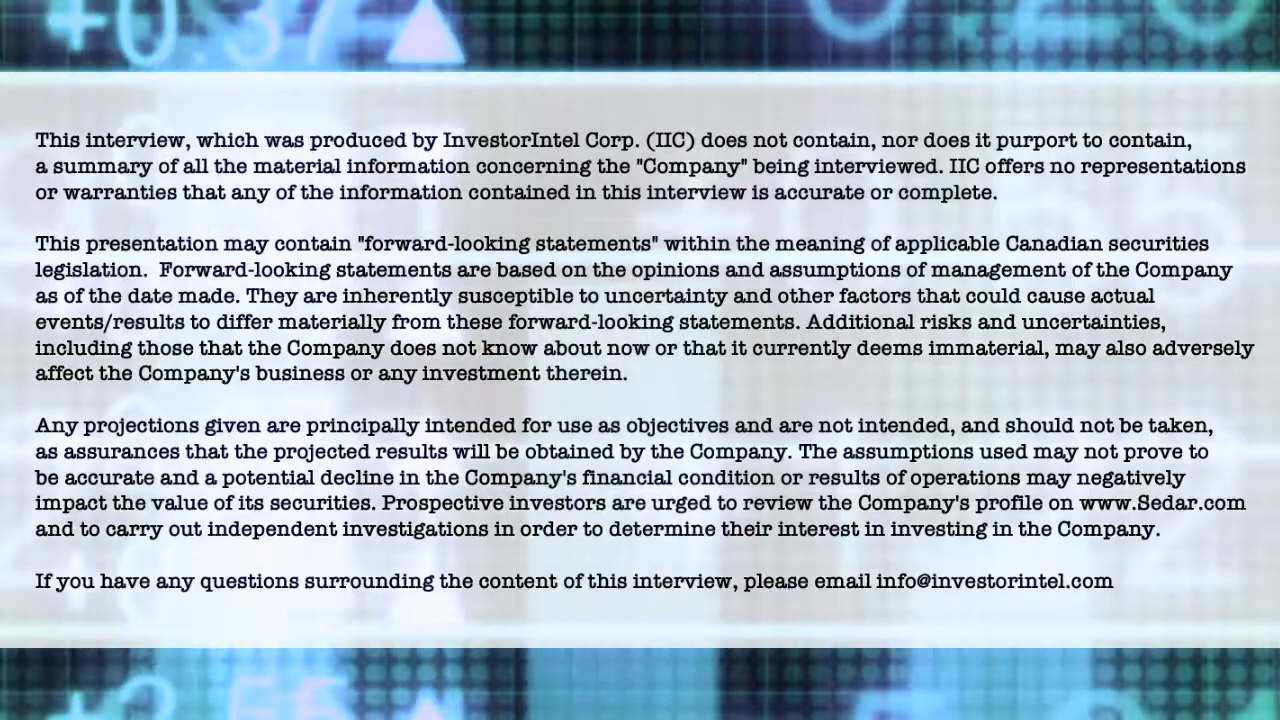 +0.37
This interview, which was produced by InvestorIntel Corp. (IIC) does not contain, nor does it purport to contain,
a summary of all the material information concerning the "Company" being interviewed. IIC offers no representations
or warranties that any of the information contained in this interview is accurate or complete.
This presentation may contain "forward-looking statements" within the meaning of applicable Canadian securities
legislation.  Forward-looking statements are based on the opinions and assumptions of management of the Company
as of the date made. They are inherently susceptible to uncertainty and other factors that could cause actual
events/results to differ materially from these forward-looking statements. Additional risks and uncertainties,
including those that the Company does not know about now or that it currently deems immaterial, may also adversely
affect the Company's business or any investment therein.
Any projections given are principally intended for use as objectives and are not intended, and should not be taken,
as assurances that the projected results will be obtained by the Company. The assumptions used may not prove to
be accurate and a potential decline in the Company's financial condition or results of operations may negatively
impact the value of its securities. Prospective investors are urged to review the Company's profile on www.Sedar.com
and to carry out independent investigations in order to determine their interest in investing in the Company.
If you have any questions surrounding the content of this interview, please email info@investorintel.com